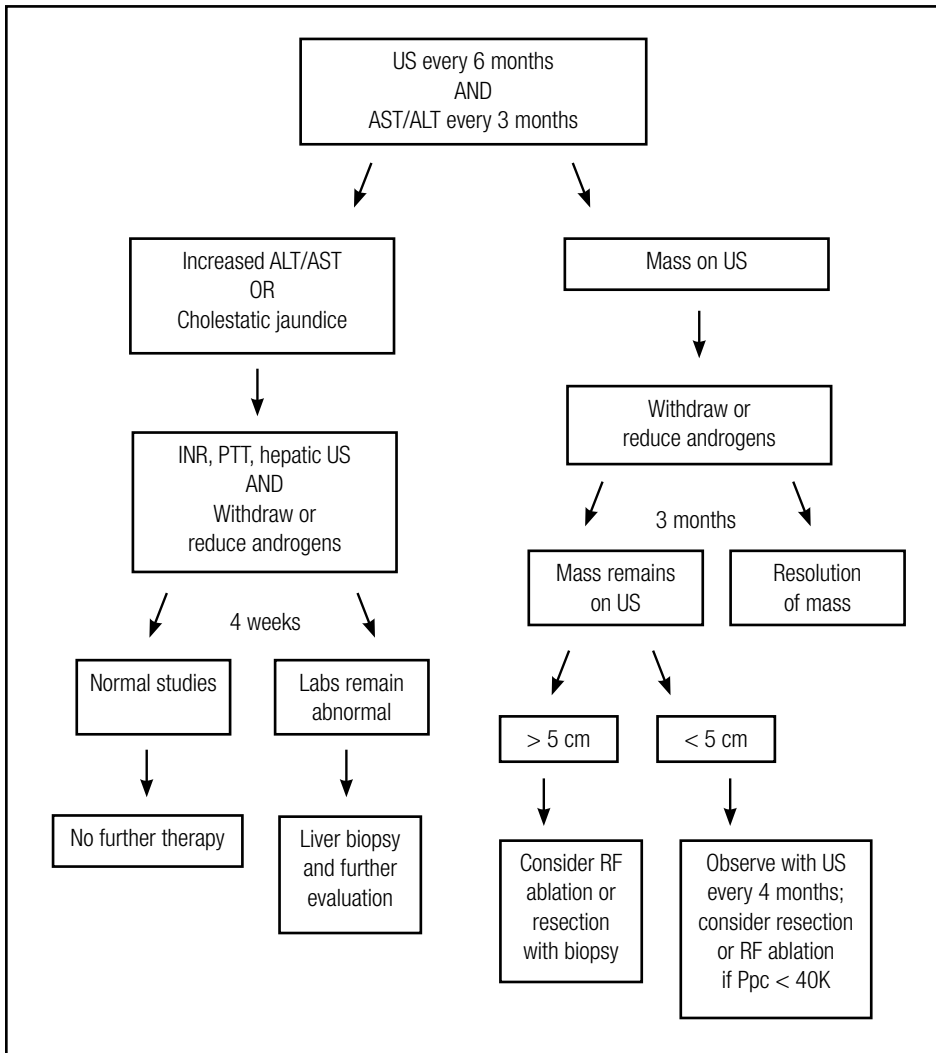 US every 6 months
AND
AST/ALT every 3 months
Increased ALT/AST
OR
Cholestatic jaundice
Mass on US
INR, PTT, hepatic US
AND
Withdraw or
reduce androgens
Withdraw or
reduce androgens
4 weeks
3 months
Normal studies
Labs remain
abnormal
Mass remains
on US
Resolution
of mass
> 5 cm
< 5 cm
No further therapy
Liver biopsy
and further
evaluation
Consider RF
ablation or
resection
with biopsy
Observe with US
every 4 months;
consider resection
or RF ablation
if Ppc < 40K